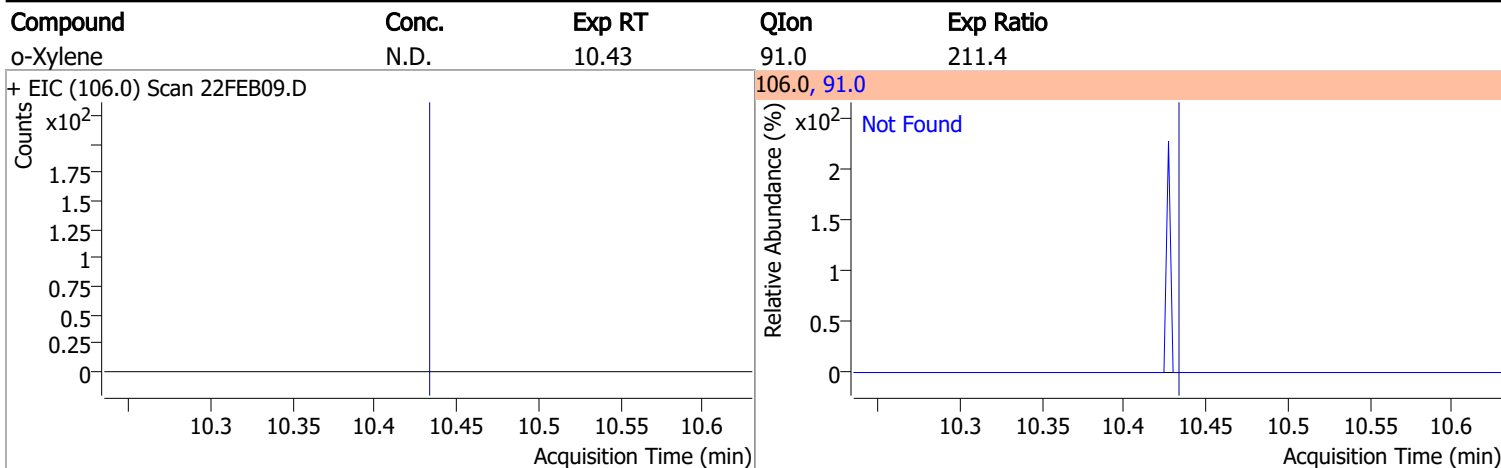 Compound Conc. Exp RT QIon Exp Ratio
o-Xylene N.D. 10.43 91.0 211.4
+ EIC (106.0) Scan 22FEB09.D
Counts
x10²
1.75
1.5
1.25
1
0.75
0.5
0.25
0
10.3 10.35 10.4 10.45 10.5 10.55 10.6
Acquisition Time (min)
106.0, 91.0
Relative Abundance (%)
x10²
Not Found
2
1.5
1
0.5
0
10.3 10.35 10.4 10.45 10.5 10.55 10.6
Acquisition Time (min)